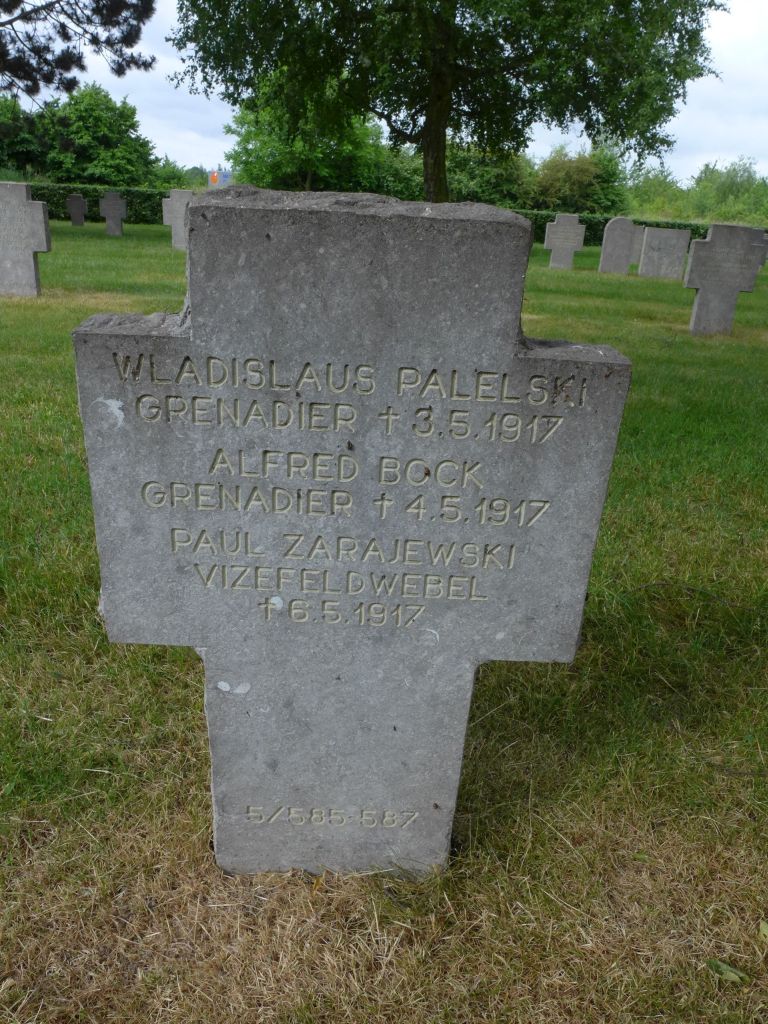 WLADISLAUS PALELSKI
GRENADIER † 3.5.1917
ALFRED BOCK
GRENADIER † 4.5.1917
PAUL ZARAJEWSKI
VIZEFELDWEBEL
† 6.5.1917
5/585-587